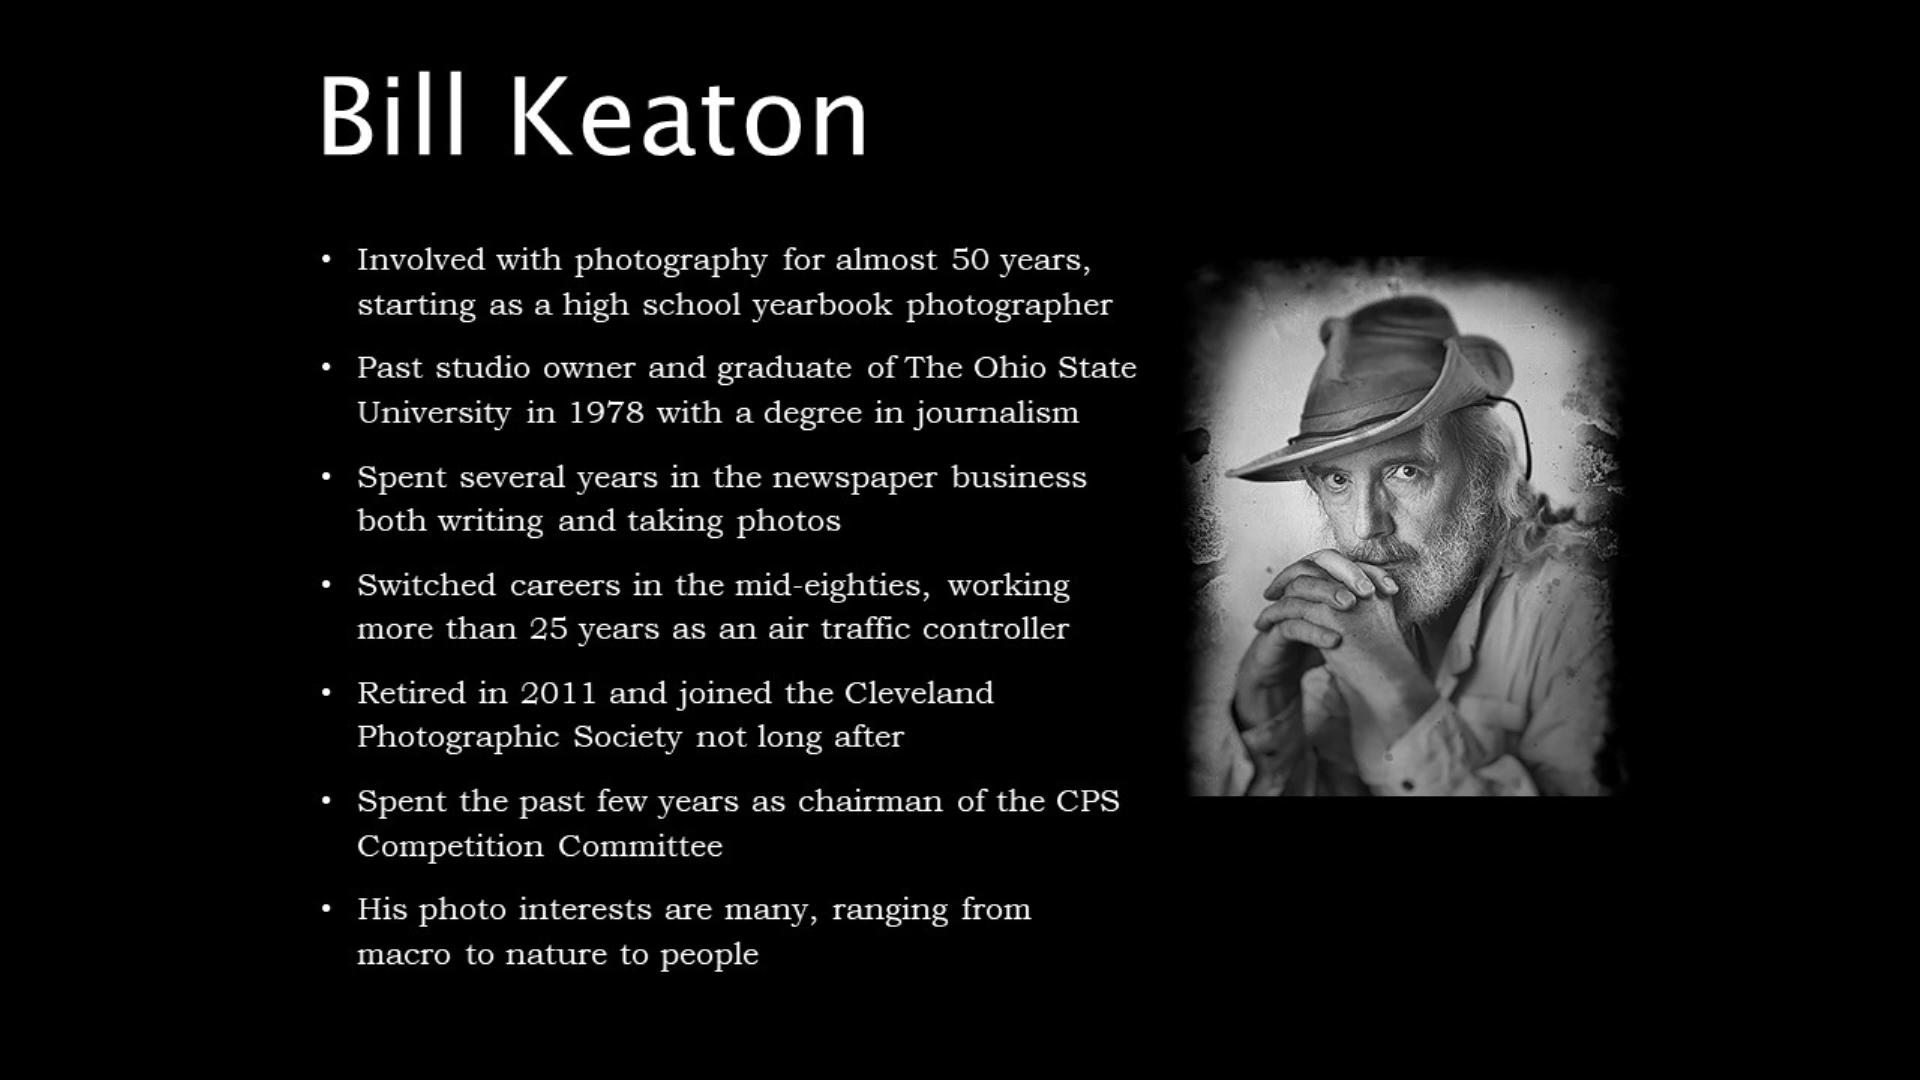 Bill Keaton
• Involved with photography for almost 50 years,
starting as a high school yearbook photographer
• Past studio owner and graduate of The Ohio State
University in 1978 with a degree in journalism
• Spent several years in the newspaper business
both writing and taking photos
• Switched careers in the mid-eighties, working
more than 25 years as an air traffic controller
• Retired in 2011 and joined the Cleveland
Photographic Society not long after
• Spent the past few years as chairman of the CPS
Competition Committee
• His photo interests are many, ranging from
macro to nature to people